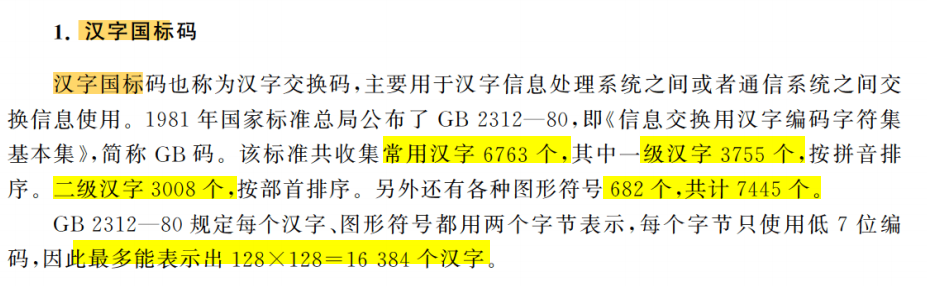 1. 汉字国标码
汉字国标码也称为汉字交换码,主要用于汉字信息处理系统之间或者通信系统之间交
换信息使用。1981 年国家标准总局公布了 GB 2312—80,即《信息交换用汉字编码字符集
基本集》,简称 GB 码。该标准共收集常用汉字 6763 个,其中一级汉字 3755 个,按拼音排
序。二级汉字 3008 个,按部首排序。另外还有各种图形符号 682 个,共计 7445 个。
GB 2312—80 规定每个汉字、图形符号都用两个字节表示,每个字节只使用低 7 位编
码,因此最多能表示出 128×128=16 384 个汉字。